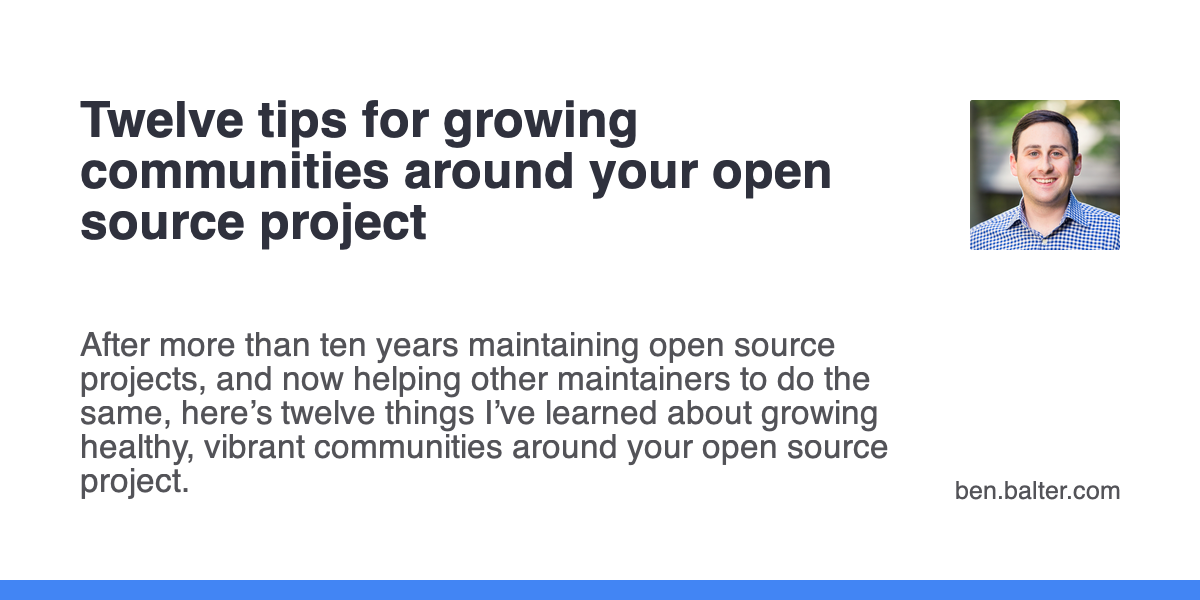 Twelve tips for growing
communities around your open
source project
After more than ten years maintaining open source
projects, and now helping other maintainers to do the
same, here’s twelve things I’ve learned about growing
healthy, vibrant communities around your open source
project.
ben.balter.com